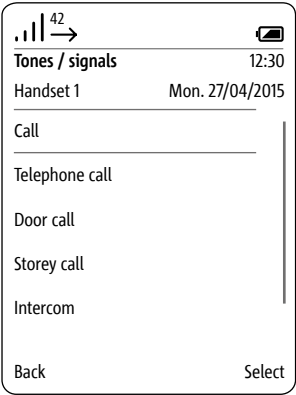 42
Tones / signals 12:30
Handset 1 Mon. 27/04/2015
Call
Telephone call
Door call
Storey call
Intercom
Back Select